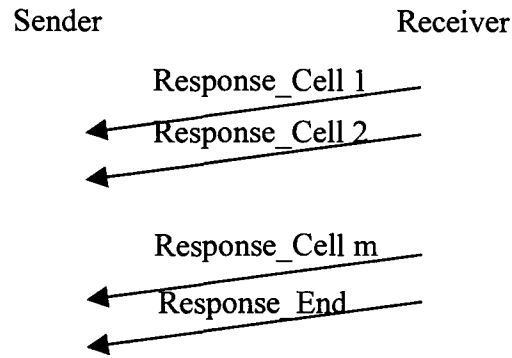 Sender Receiver
Response_Cell 1
Response_Cell 2
Response_Cell m
Response_End